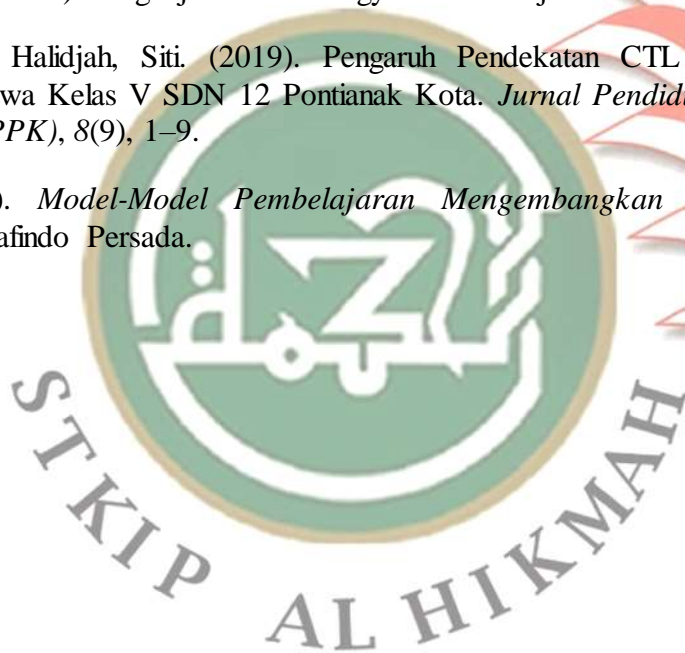 Halidjah, Siti. (2019). Pengaruh Pendekatan CTL
wa Kelas V SDN 12 Pontianak Kota. Jurnal Pendidi
PPK), 8(9), 1–9.
). Model-Model Pembelajaran Mengembangkan
afindo Persada.
الحكمة
STKIP AL HIKMAH